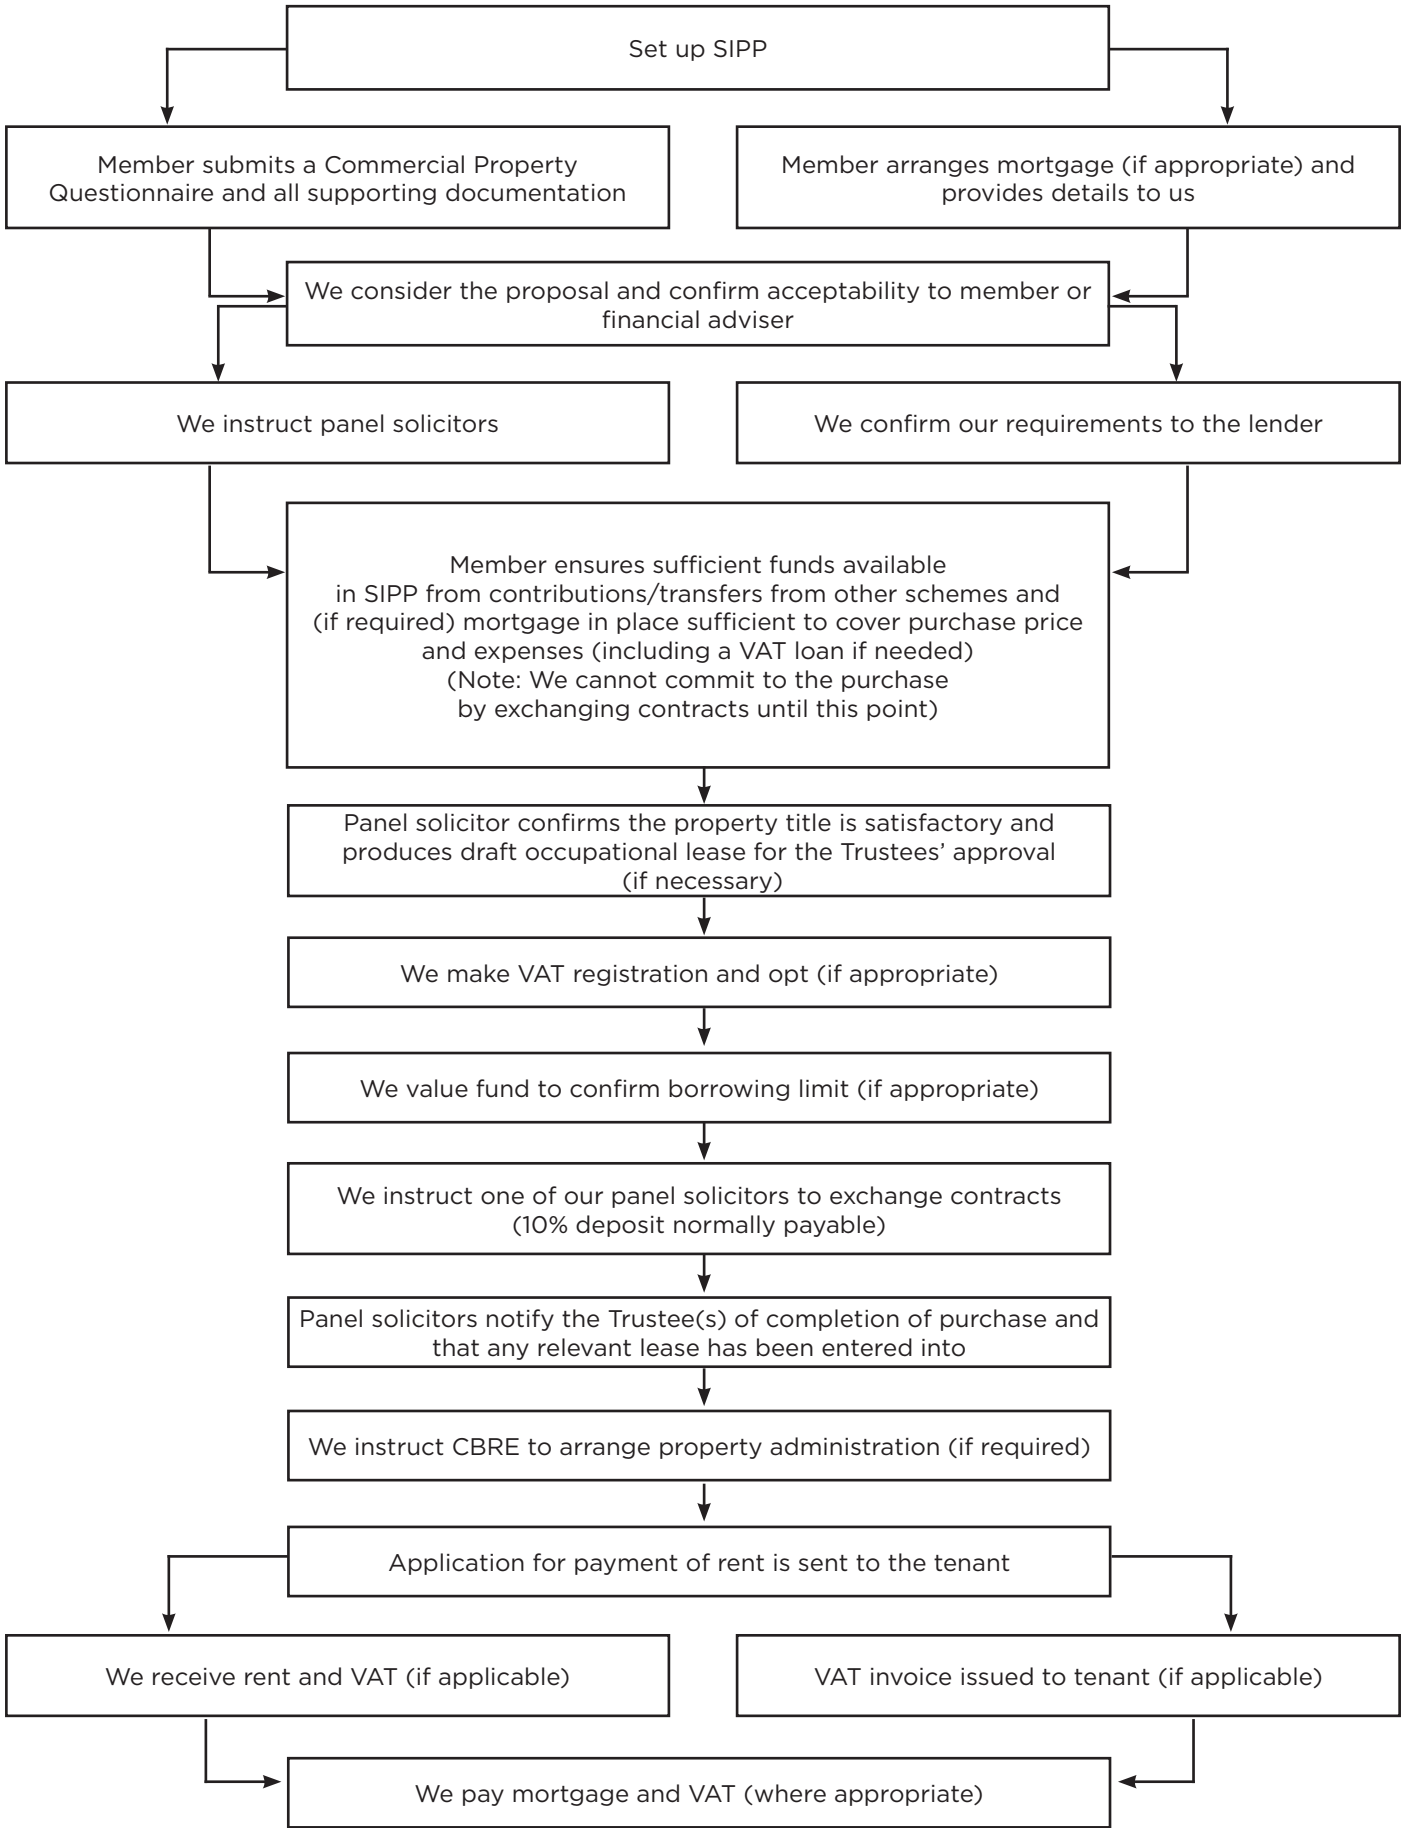 Set up SIPP
Member submits a Commercial Property
Questionnaire and all supporting documentation
Member arranges mortgage (if appropriate) and
provides details to us
We consider the proposal and confirm acceptability to member or
financial adviser
We instruct panel solicitors
We confirm our requirements to the lender
Member ensures sufficient funds available
in SIPP from contributions/transfers from other schemes and
(if required) mortgage in place sufficient to cover purchase price
and expenses (including a VAT loan if needed)
(Note: We cannot commit to the purchase
by exchanging contracts until this point)
Panel solicitor confirms the property title is satisfactory and
produces draft occupational lease for the Trustees’ approval
(if necessary)
We make VAT registration and opt (if appropriate)
We value fund to confirm borrowing limit (if appropriate)
We instruct one of our panel solicitors to exchange contracts
(10% deposit normally payable)
Panel solicitors notify the Trustee(s) of completion of purchase and
that any relevant lease has been entered into
We instruct CBRE to arrange property administration (if required)
Application for payment of rent is sent to the tenant
We receive rent and VAT (if applicable)
VAT invoice issued to tenant (if applicable)
We pay mortgage and VAT (where appropriate)